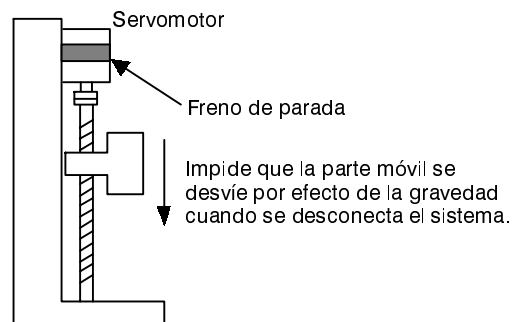 Servomotor
Freno de parada
Impide que la parte móvil se
desvíe por efecto de la gravedad
cuando se desconecta el sistema.